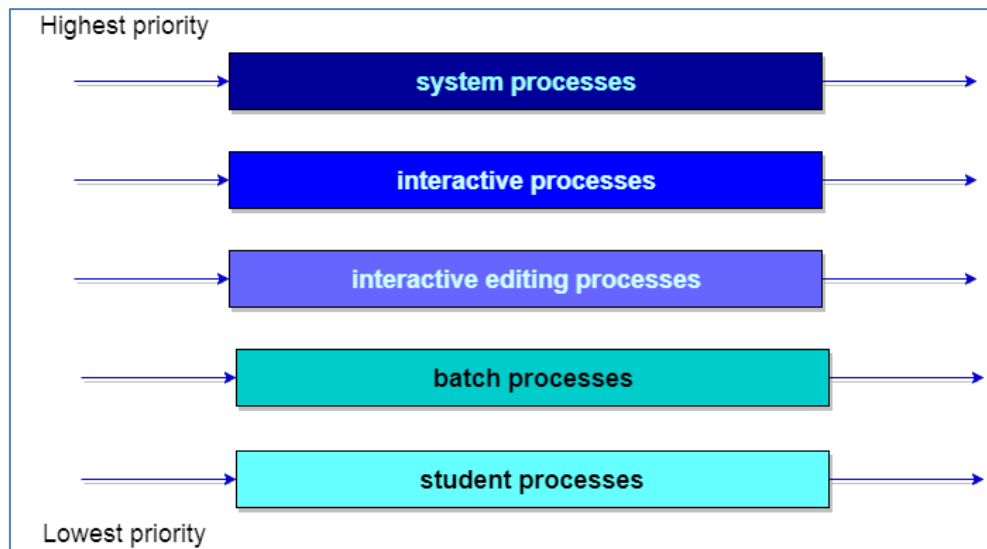 Highest priority
system processes
interactive processes
interactive editing processes
batch processes
student processes
Lowest priority